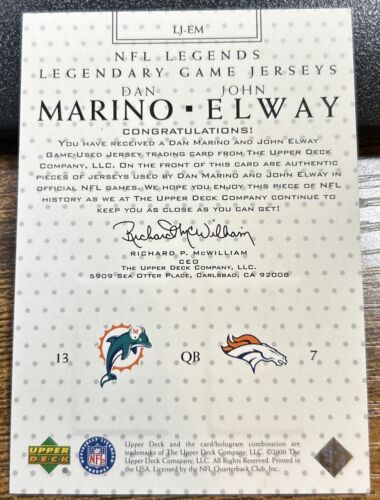 LJ-EM
NFL LEGENDS
LEGENDARY GAME JERSEYS
DAN JOHN
MARINO ▪ ELWAY
CONGRATULATIONS!
YOU HAVE RECEIVED A DAN MARINO AND JOHN ELWAY
GAME-USED JERSEY TRADING CARD FROM THE UPPER DECK
COMPANY, LLC. ON THE FRONT OF THIS CARD ARE AUTHENTIC
PIECES OF JERSEYS USED BY DAN MARINO AND JOHN ELWAY IN
OFFICIAL NFL GAMES. WE HOPE YOU ENJOY THIS PIECE OF NFL
HISTORY AS WE AT THE UPPER DECK COMPANY CONTINUE TO
KEEP YOU AS CLOSE AS YOU CAN GET!
Richard P. McWilliam
RICHARD P. MCWILLIAM
CEO
THE UPPER DECK COMPANY, LLC.
5909 SEA OTTER PLACE, CARLSBAD, CA 92008
13 QB 7
M
UPPER
DECK
NFL
Upper Deck and the card/hologram combination are
trademarks of The Upper Deck Company, LLC. ©2000 The
Upper Deck Company, LLC. All Rights Reserved. Printed in
the USA. Licensed by the NFL Quarterback Club, Inc.